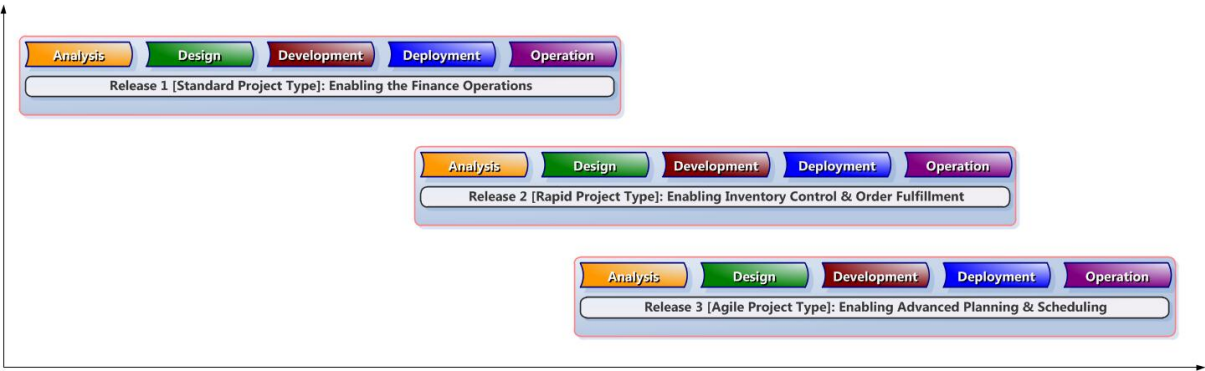 Analysis Design Development Deployment Operation
Release 1 [Standard Project Type]: Enabling the Finance Operations
Analysis Design Development Deployment Operation
Release 2 [Rapid Project Type]: Enabling Inventory Control & Order Fulfillment
Analysis Design Development Deployment Operation
Release 3 [Agile Project Type]: Enabling Advanced Planning & Scheduling